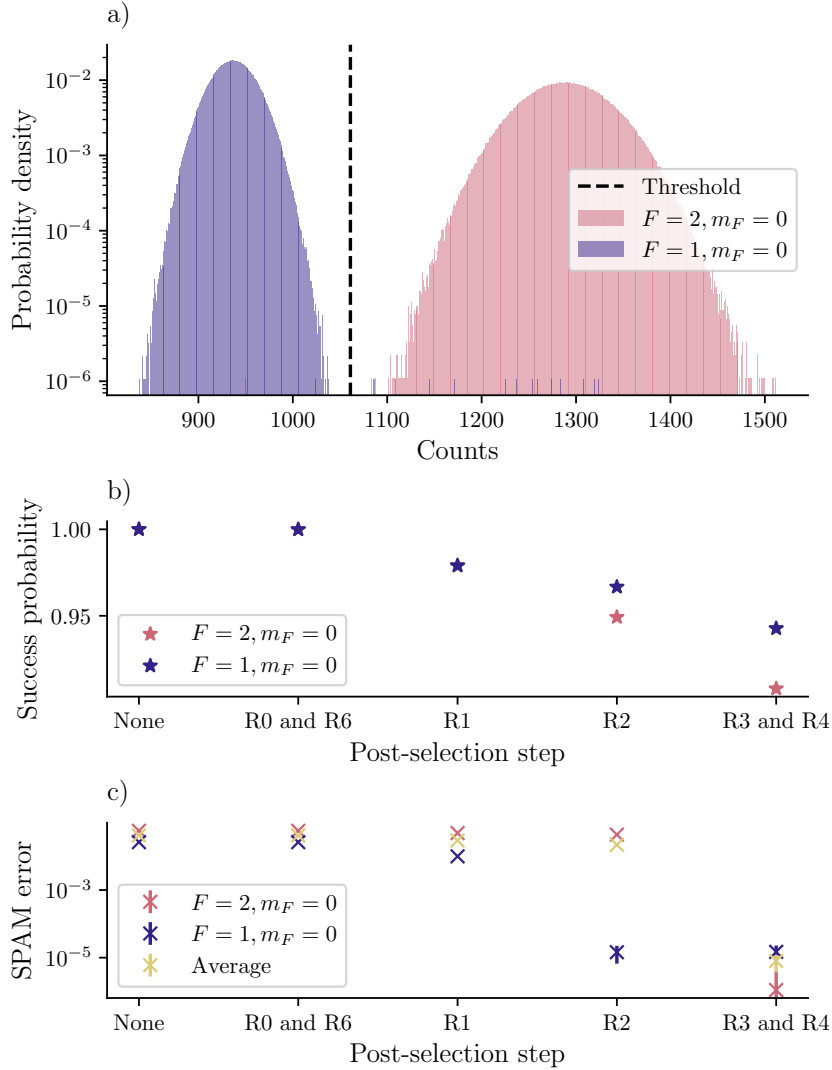 a)
Probability density
10⁻²
10⁻³
10⁻⁴
10⁻⁵
10⁻⁶
Threshold
F = 2, m_F = 0
F = 1, m_F = 0
900 1000 1100 1200 1300 1400 1500
Counts
b)
Success probability
1.00
0.95
F = 2, m_F = 0
F = 1, m_F = 0
None R0 and R6 R1 R2 R3 and R4
Post-selection step
c)
SPAM error
10⁻³
10⁻⁵
F = 2, m_F = 0
F = 1, m_F = 0
Average
None R0 and R6 R1 R2 R3 and R4
Post-selection step